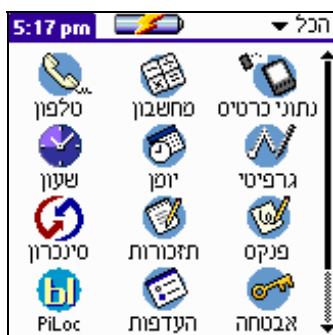 5:17 pm הכל
נתוני כרטיס מחשבון טלפון
גרפיטי יומן שעון
פנקס תזכורות סינכרון
אבטחה העדפות PiLoc